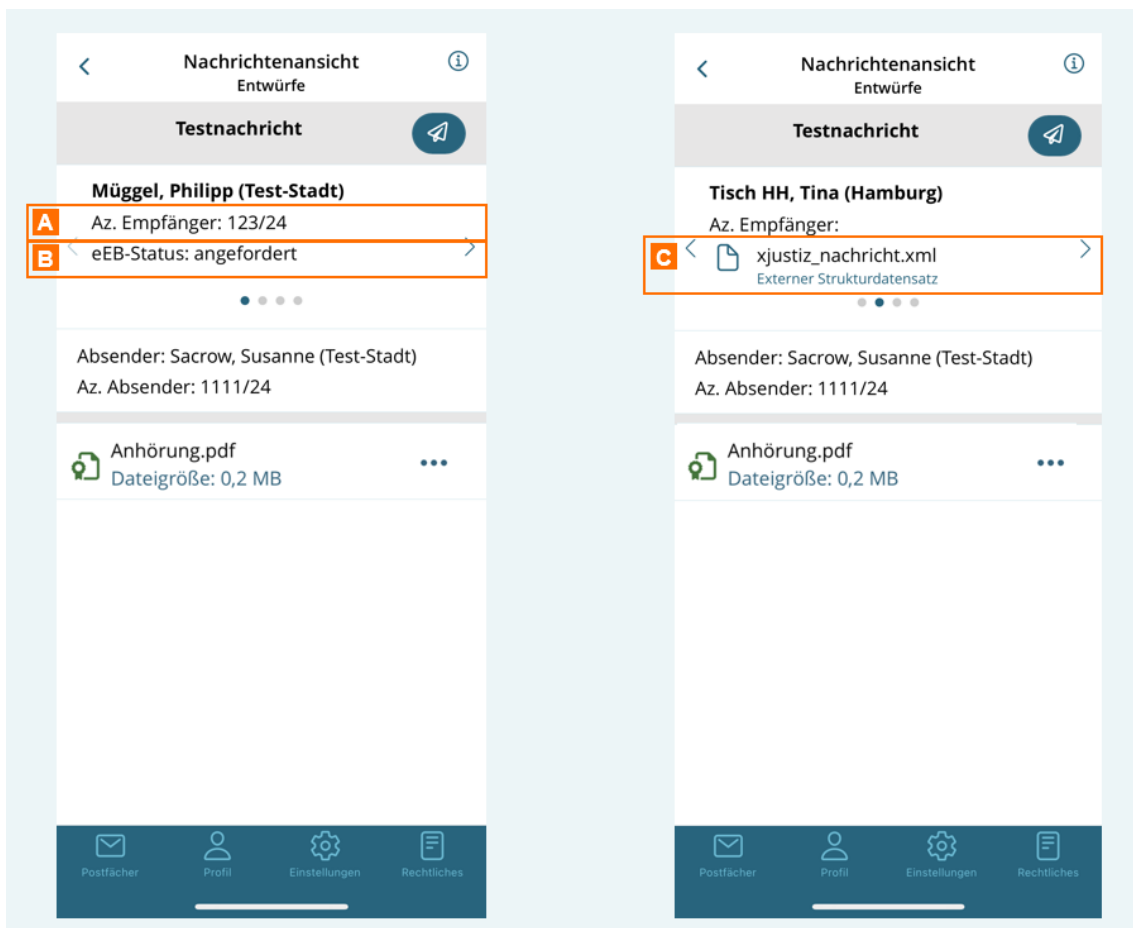 Nachrichtenansicht
Entwürfe
Testnachricht
Müggel, Philipp (Test-Stadt)
A
Az. Empfänger: 123/24
B
eEB-Status: angefordert
Absender: Sacrow, Susanne (Test-Stadt)
Az. Absender: 1111/24
Anhörung.pdf
Dateigröße: 0,2 MB
Postfächer
Profil
Einstellungen
Rechtliches
Nachrichtenansicht
Entwürfe
Testnachricht
Tisch HH, Tina (Hamburg)
Az. Empfänger:
C
xjustiz_nachricht.xml
Externer Strukturdatensatz
Absender: Sacrow, Susanne (Test-Stadt)
Az. Absender: 1111/24
Anhörung.pdf
Dateigröße: 0,2 MB
Postfächer
Profil
Einstellungen
Rechtliches